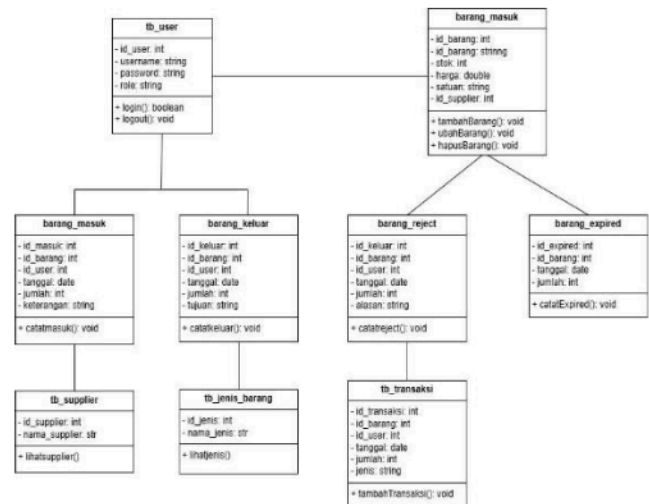 tb_user
- id_user: int
- username: string
- password: string
- role: string
+ login(): boolean
+ logout(): void
barang_masuk
- id_barang: int
- id_barang: strinng
- stok: int
- harga: double
- satuan: string
- id_supplier: int
+ tambahBarang(): void
+ ubahBarang(): void
+ hapusBarang(): void
barang_masuk
- id_masuk: int
- id_barang: int
- id_user: int
- tanggal: date
- jumlah: int
- keterangan: string
+ catatmasuk(): void
barang_keluar
- id_keluar: int
- id_barang: int
- id_user: int
- tanggal: date
- jumlah: int
- tujuan: string
+ catatkeluar(): void
barang_reject
- id_keluar: int
- id_barang: int
- id_user: int
- tanggal: date
- jumlah: int
- alasan: string
+ catatreject(): void
barang_expired
- id_expired: int
- id_barang: int
- tanggal: date
- jumlah: int
+ catatExpired(): void
tb_supplier
- id_supplier: int
- nama_supplier: str
+ lihatsupplier()
tb_jenis_barang
- id_jenis: int
- nama_jenis: str
+ lihatjenis()
tb_transaksi
- id_transaksi: int
- id_barang: int
- id_user: int
- tanggal: date
- jumlah: int
- jenis: string
+ tambahTransaksi(): void